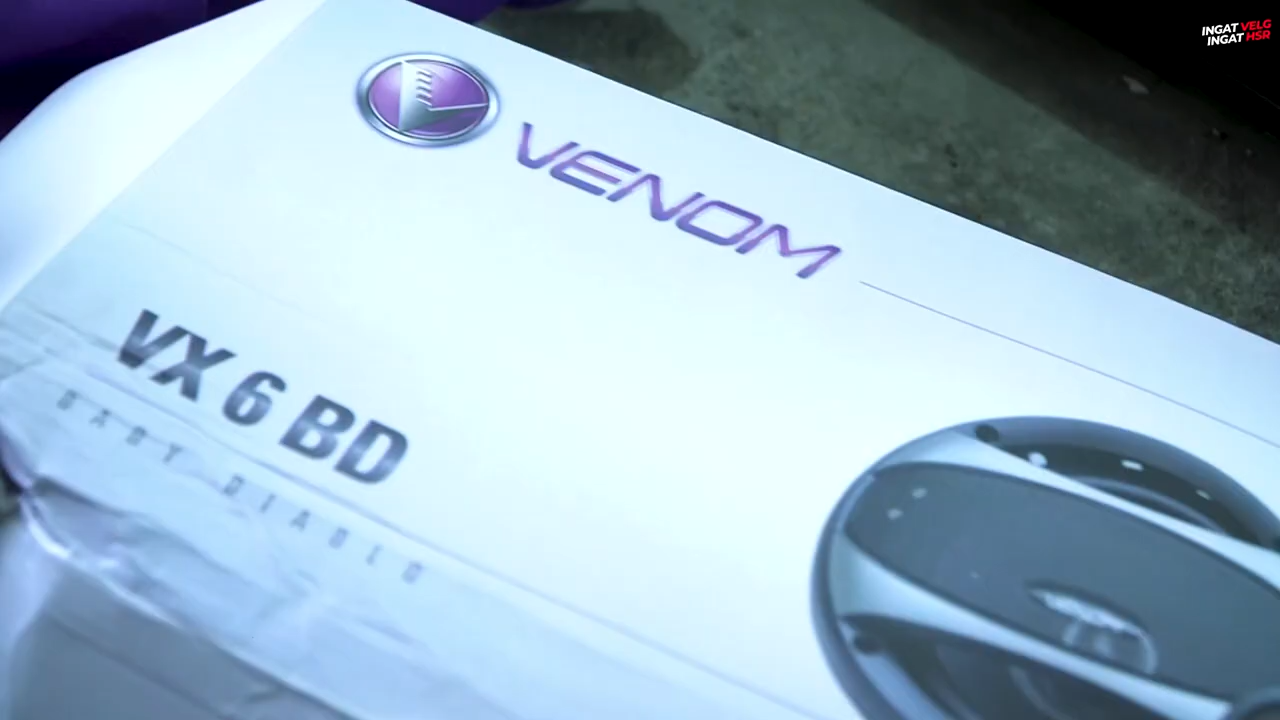 INGAT VELG
INGAT HSR
VENOM
VX 6 BD
BABY DIABLO